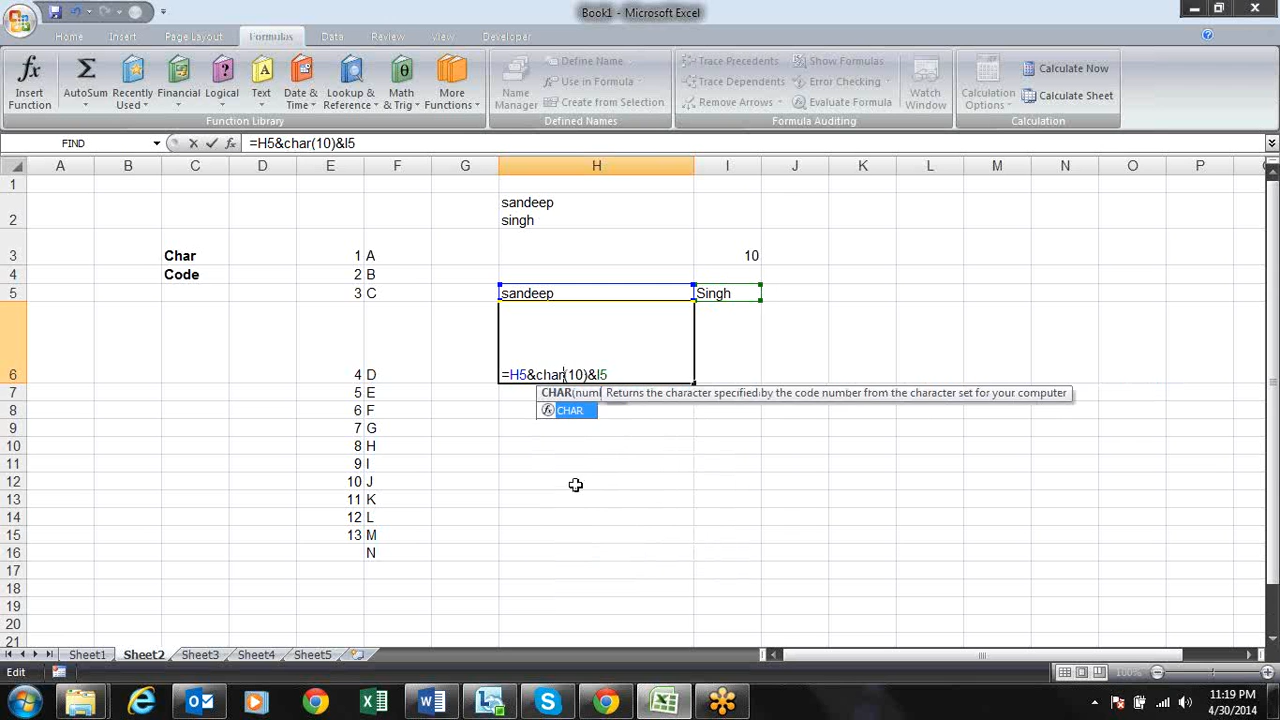 Book1 - Microsoft Excel
Home Insert Page Layout Formulas Data Review View Developer
fx Insert Function
Σ AutoSum
Recently Used
Financial
Logical
Text
Date & Time
Lookup & Reference
Math & Trig
More Functions
Function Library
Name Manager
Define Name
Use in Formula
Create from Selection
Defined Names
Trace Precedents
Trace Dependents
Remove Arrows
Show Formulas
Error Checking
Evaluate Formula
Watch Window
Formula Auditing
Calculation Options
Calculate Now
Calculate Sheet
Calculation
FIND fx =H5&char(10)&I5
A B C D E F G H I J K L M N O P
1
2 sandeep
singh
3 Char 1 A 10
4 Code 2 B
5 3 C sandeep Singh
6 4 D =H5&char(10)&I5
7 5 E CHAR( Returns the character specified by the code number from the character set for your computer
8 6 F CHAR
9 7 G
10 8 H
11 9 I
12 10 J
13 11 K
14 12 L
15 13 M
16 N
17
18
19
20
21
Sheet1 Sheet2 Sheet3 Sheet4 Sheet5
Edit 100%
11:19 PM
4/30/2014